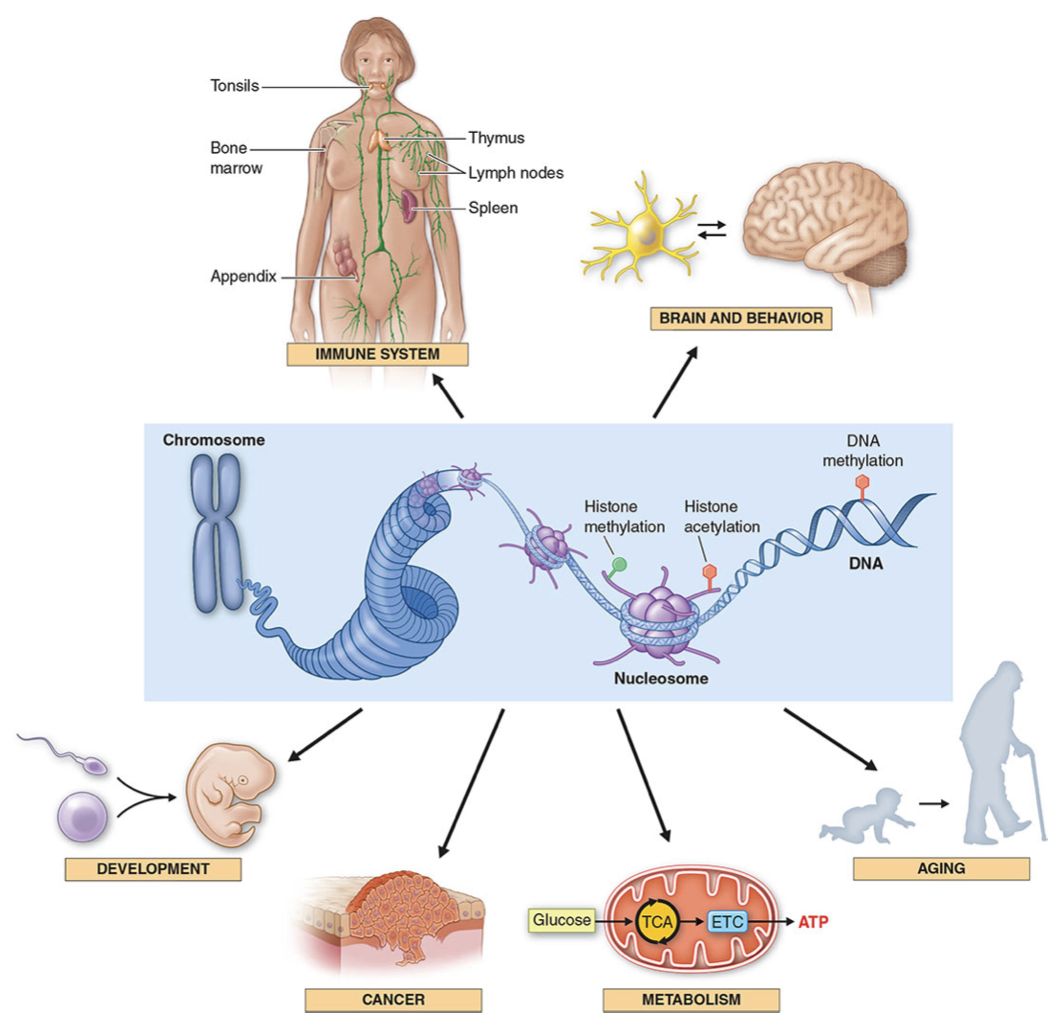 Tonsils
Bone
marrow
Appendix
Thymus
Lymph nodes
Spleen
IMMUNE SYSTEM
BRAIN AND BEHAVIOR
Chromosome
Histone
methylation
Histone
acetylation
DNA
methylation
DNA
Nucleosome
DEVELOPMENT
CANCER
Glucose
TCA
ETC
ATP
METABOLISM
AGING